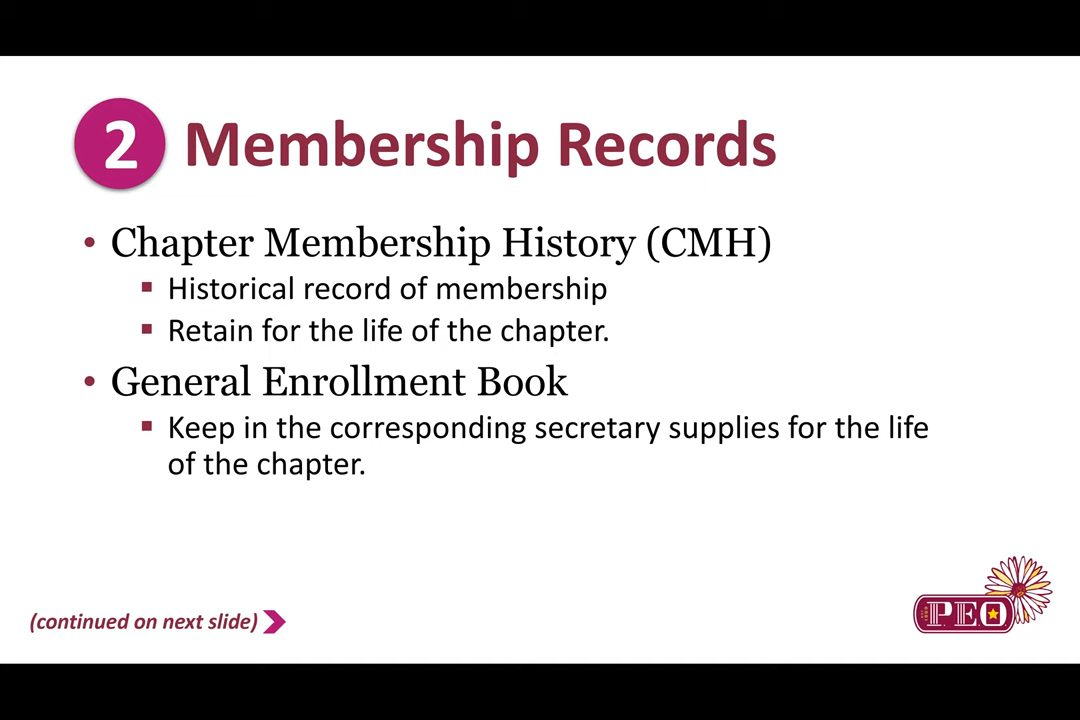 2 Membership Records
• Chapter Membership History (CMH)
▪ Historical record of membership
▪ Retain for the life of the chapter.
• General Enrollment Book
▪ Keep in the corresponding secretary supplies for the life
of the chapter.
(continued on next slide)
PEO